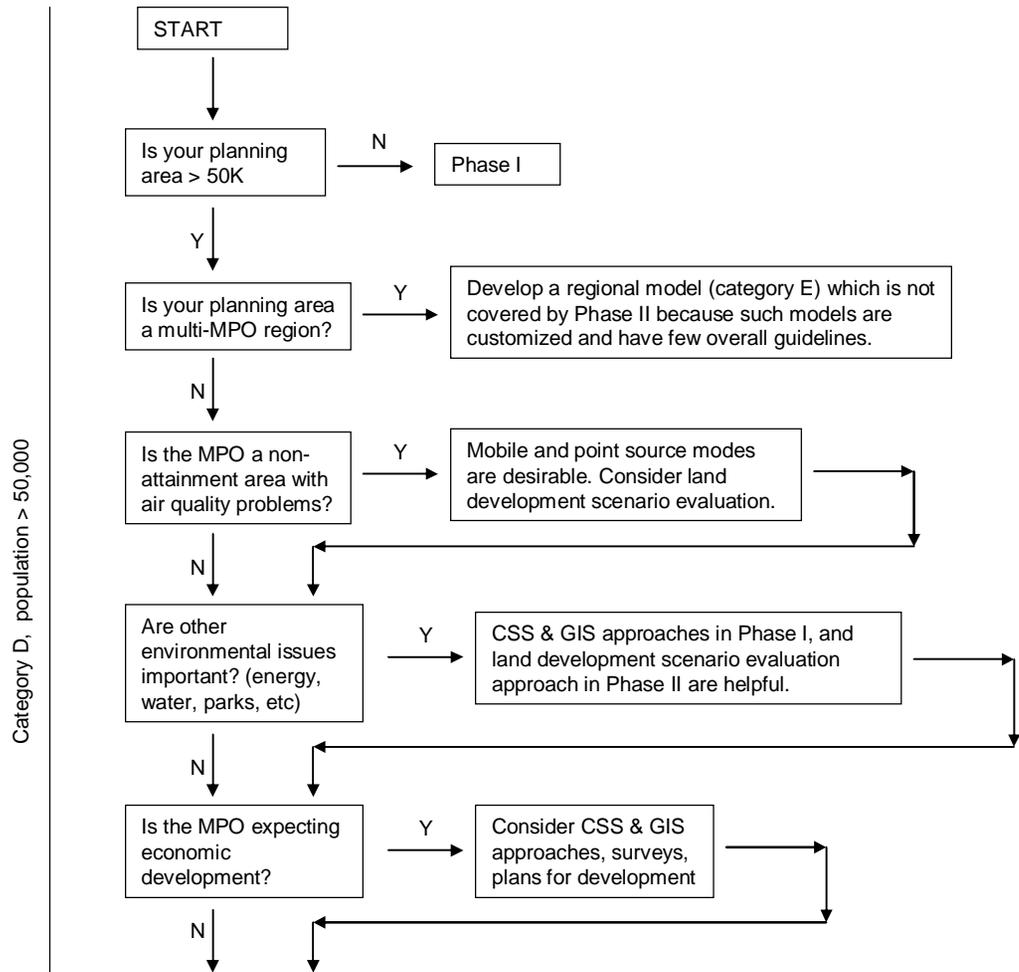 START
Is your planning
area > 50K
N
Phase I
Y
Is your planning area
a multi-MPO region?
Y
Develop a regional model (category E) which is not
covered by Phase II because such models are
customized and have few overall guidelines.
N
Is the MPO a non-
attainment area with
air quality problems?
Y
Mobile and point source modes
are desirable. Consider land
development scenario evaluation.
N
Are other
environmental issues
important? (energy,
water, parks, etc)
Y
CSS & GIS approaches in Phase I, and
land development scenario evaluation
approach in Phase II are helpful.
N
Is the MPO expecting
economic
development?
Y
Consider CSS & GIS
approaches, surveys,
plans for development
N
Category D, population > 50,000